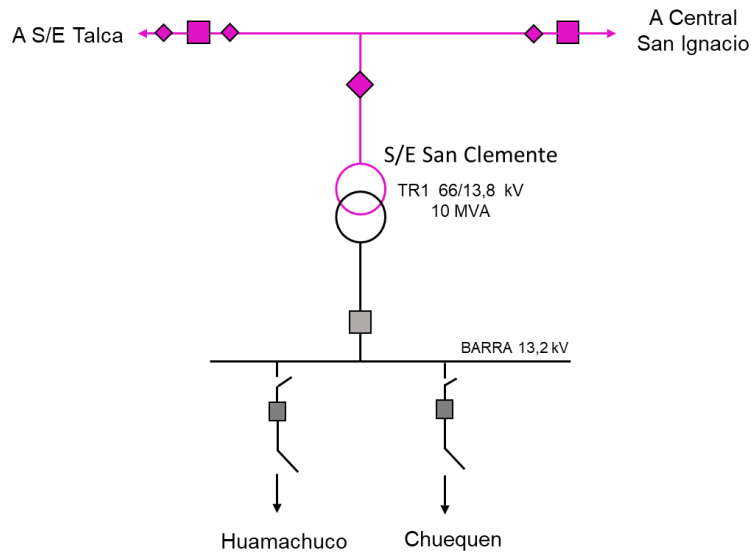 A S/E Talca
A Central
San Ignacio
S/E San Clemente
TR1 66/13,8 kV
10 MVA
BARRA 13,2 kV
Huamachuco
Chuequen